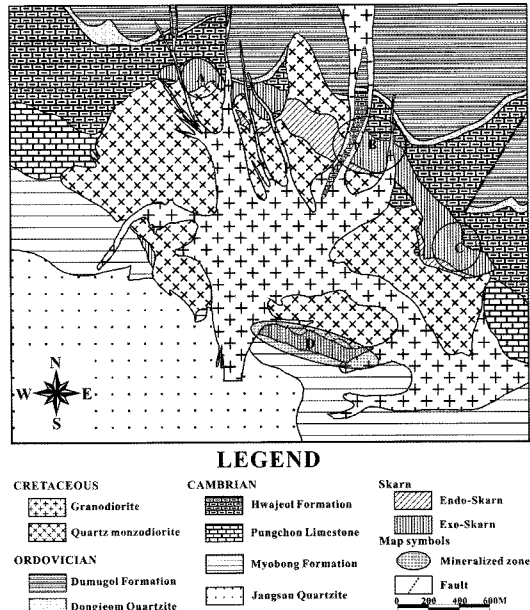 A
B
C
D
N
W E
S
LEGEND
CRETACEOUS
Granodiorite
Quartz monzodiorite
ORDOVICIAN
Dumugol Formation
Dongjeom Quartzite
CAMBRIAN
Hwajeol Formation
Pungchon Limestone
Myobong Formation
Jangsan Quartzite
Skarn
Endo-Skarn
Exo-Skarn
Map symbols
Mineralized zone
Fault
0 200 600M